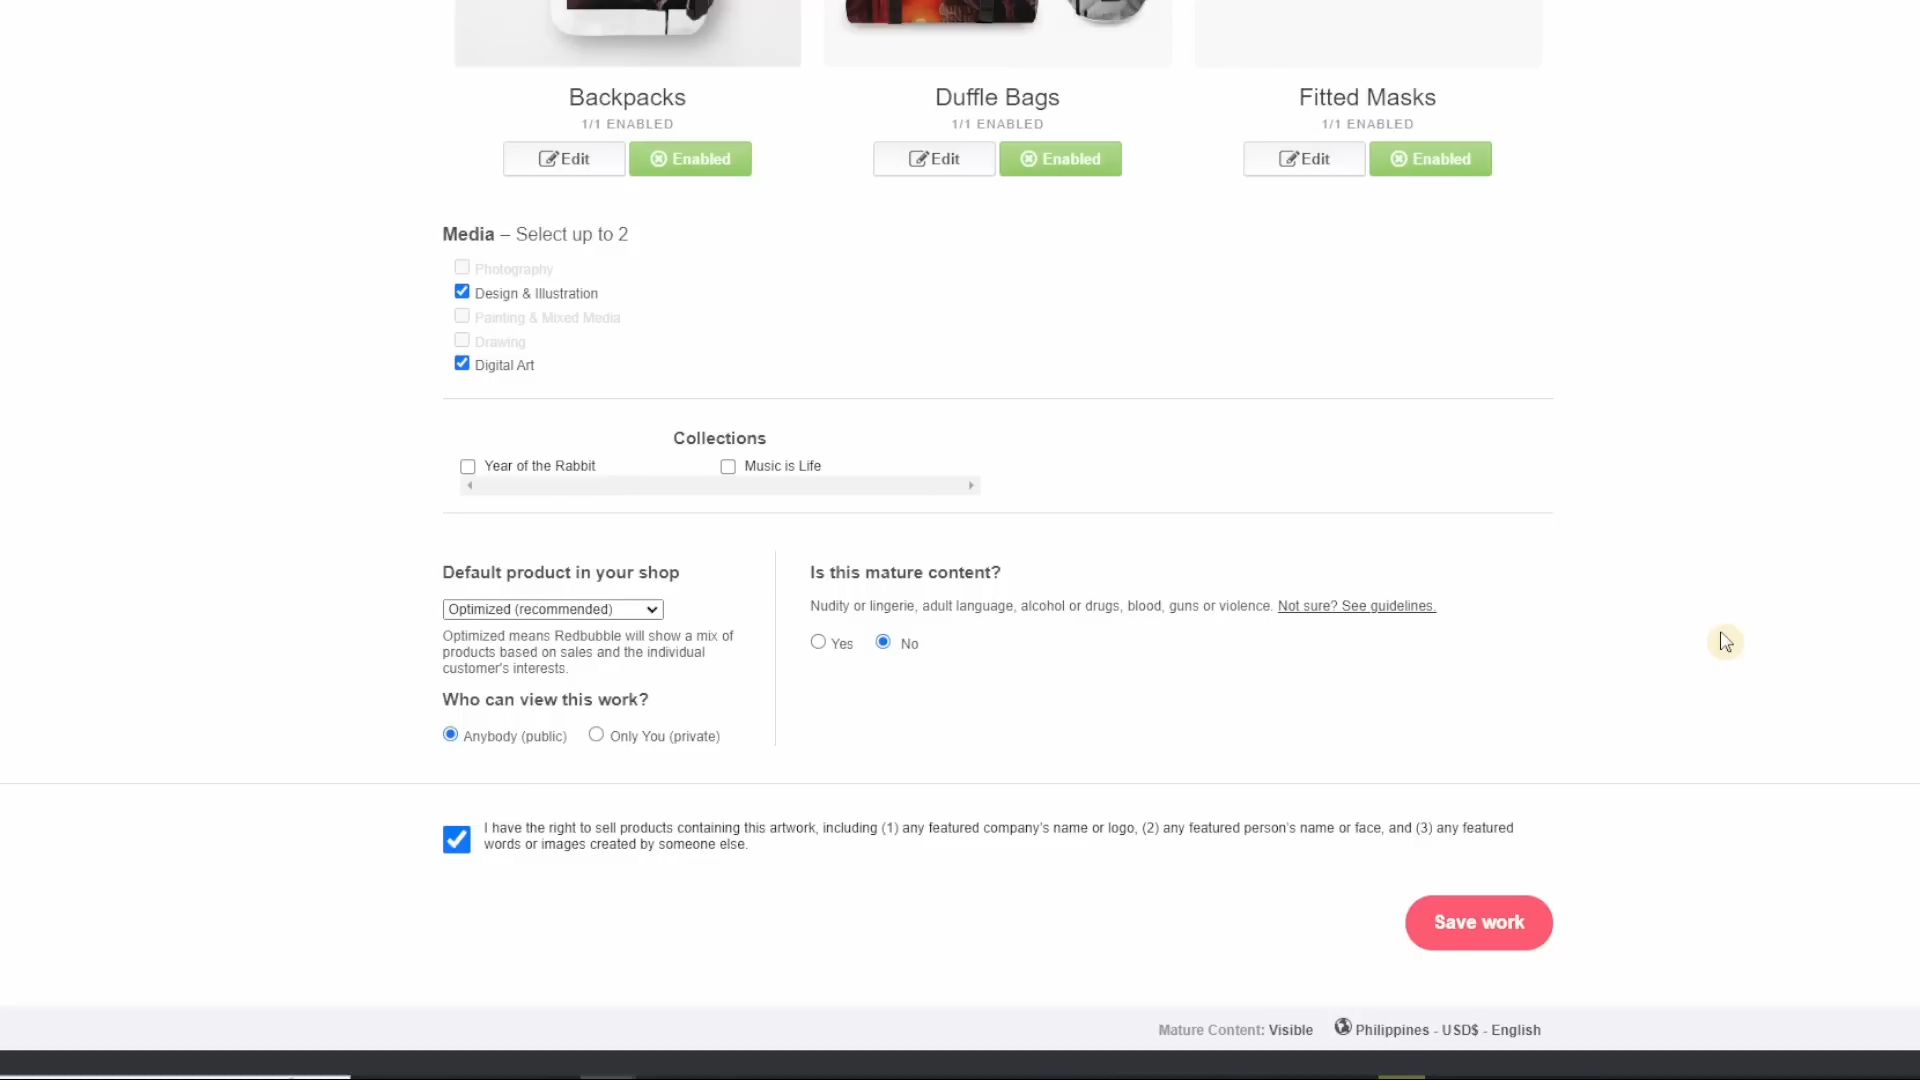 Backpacks
1/1 ENABLED
Edit
Enabled
Duffle Bags
1/1 ENABLED
Edit
Enabled
Fitted Masks
1/1 ENABLED
Edit
Enabled
Media – Select up to 2
Photography
Design & Illustration
Painting & Mixed Media
Drawing
Digital Art
Collections
Year of the Rabbit
Music is Life
Default product in your shop
Optimized (recommended)
Optimized means Redbubble will show a mix of
products based on sales and the individual
customer's interests.
Who can view this work?
Anybody (public)
Only You (private)
Is this mature content?
Nudity or lingerie, adult language, alcohol or drugs, blood, guns or violence. Not sure? See guidelines.
Yes
No
I have the right to sell products containing this artwork, including (1) any featured company's name or logo, (2) any featured person's name or face, and (3) any featured
words or images created by someone else.
Save work
Mature Content: Visible
Philippines - USD$ - English